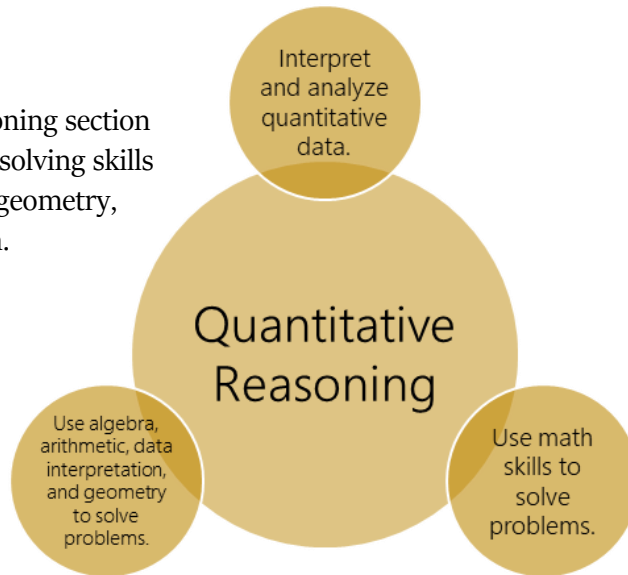 oning section
solving skills
geometry,
n.
Interpret
and analyze
quantitative
data.
Quantitative
Reasoning
Use algebra,
arithmetic, data
interpretation,
and geometry
to solve
problems.
Use math
skills to
solve
problems.